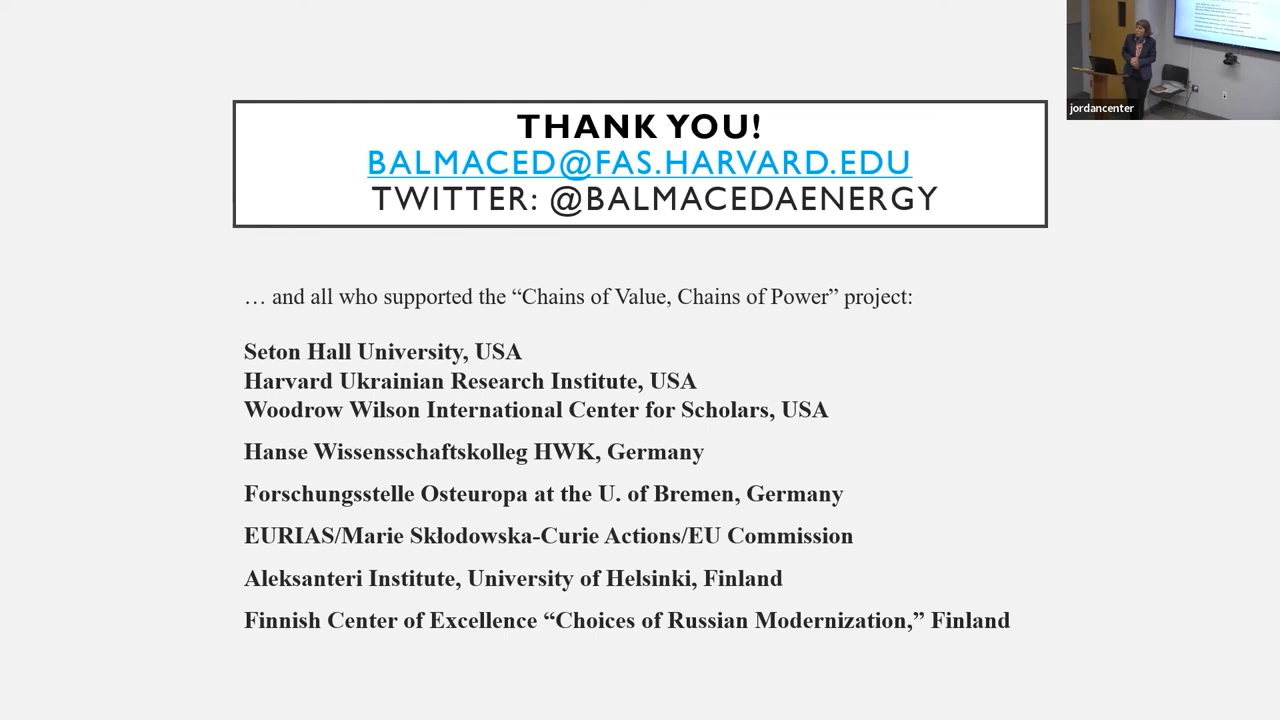 THANK YOU!
BALMACED@FAS.HARVARD.EDU
TWITTER: @BALMACEDAENERGY
jordancenter
… and all who supported the “Chains of Value, Chains of Power” project:
Seton Hall University, USA
Harvard Ukrainian Research Institute, USA
Woodrow Wilson International Center for Scholars, USA
Hanse Wissensschaftskolleg HWK, Germany
Forschungsstelle Osteuropa at the U. of Bremen, Germany
EURIAS/Marie Skłodowska-Curie Actions/EU Commission
Aleksanteri Institute, University of Helsinki, Finland
Finnish Center of Excellence “Choices of Russian Modernization,” Finland